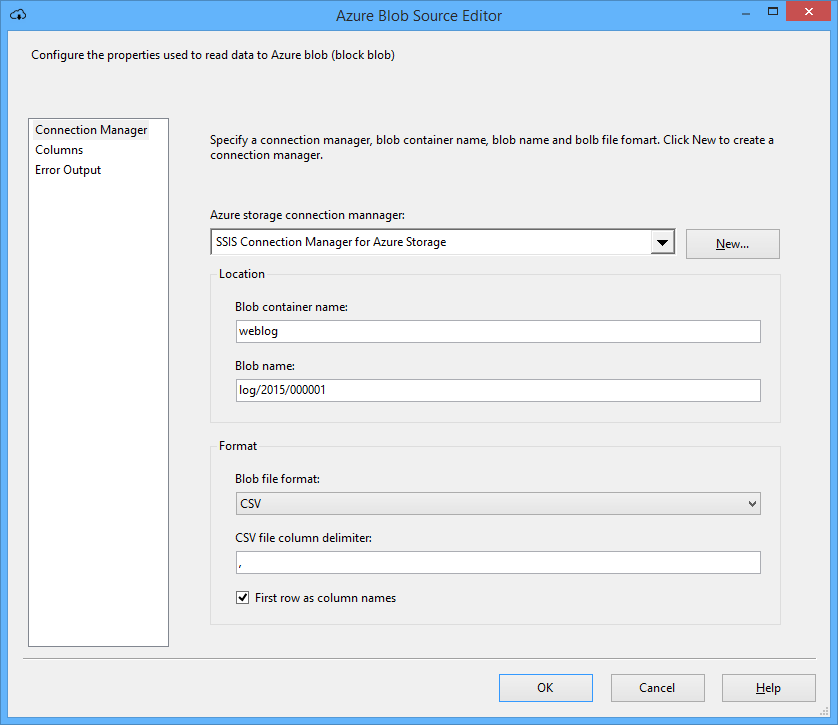 Azure Blob Source Editor
Configure the properties used to read data to Azure blob (block blob)
Connection Manager
Columns
Error Output
Specify a connection manager, blob container name, blob name and bolb file fomart. Click New to create a
connection manager.
Azure storage connection mannager:
SSIS Connection Manager for Azure Storage
New...
Location
Blob container name:
weblog
Blob name:
log/2015/000001
Format
Blob file format:
CSV
CSV file column delimiter:
,
First row as column names
OK
Cancel
Help